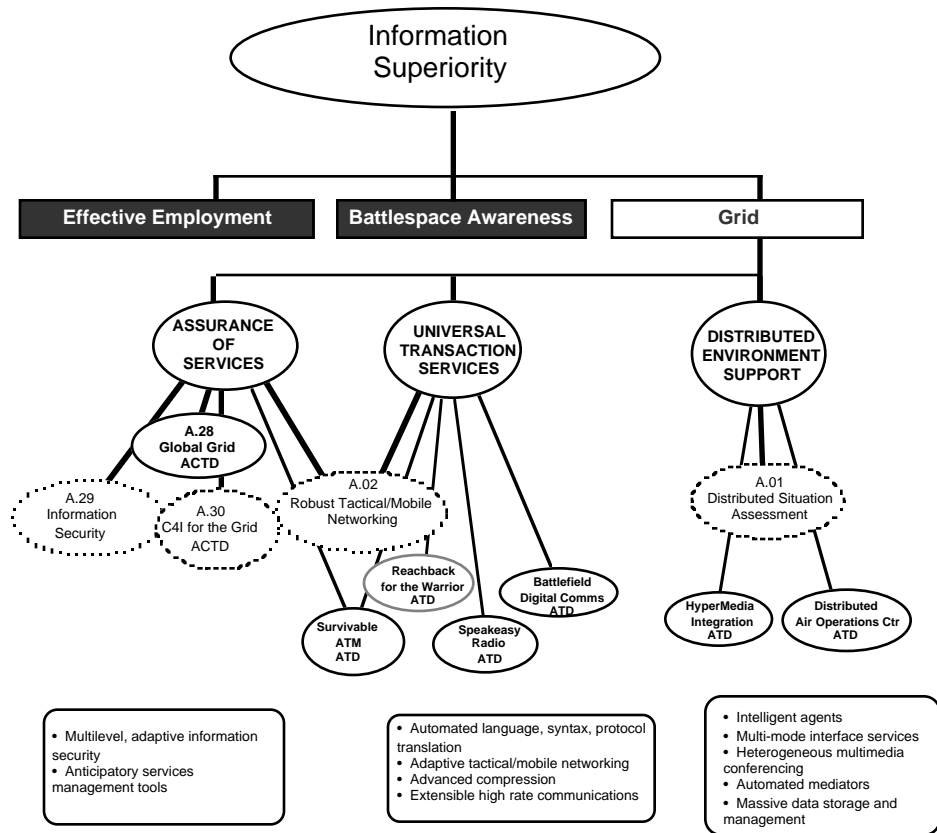 Information
Superiority
Effective Employment
Battlespace Awareness
Grid
ASSURANCE
OF
SERVICES
UNIVERSAL
TRANSACTION
SERVICES
DISTRIBUTED
ENVIRONMENT
SUPPORT
A.28
Global Grid
ACTD
A.29
Information
Security
A.30
C4I for the Grid
ACTD
A.02
Robust Tactical/Mobile
Networking
A.01
Distributed Situation
Assessment
Reachback
for the Warrior
ATD
Battlefield
Digital Comms
ATD
Survivable
ATM
ATD
Speakeasy
Radio
ATD
HyperMedia
Integration
ATD
Distributed
Air Operations Ctr
ATD
• Multilevel, adaptive information
security
• Anticipatory services
management tools
• Automated language, syntax, protocol
translation
• Adaptive tactical/mobile networking
• Advanced compression
• Extensible high rate communications
• Intelligent agents
• Multi-mode interface services
• Heterogeneous multimedia
conferencing
• Automated mediators
• Massive data storage and
management